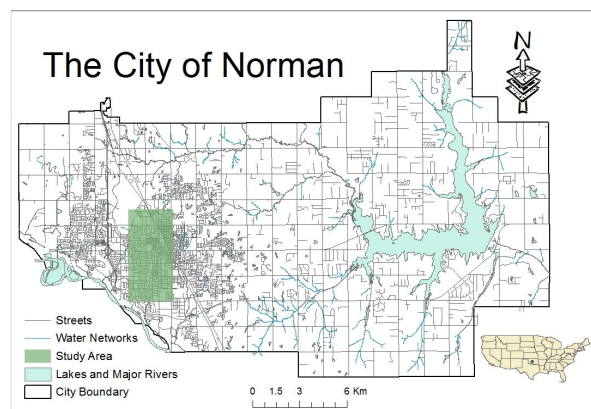 The City of Norman
N
Streets
Water Networks
Study Area
Lakes and Major Rivers
City Boundary
0 1.5 3 6 Km